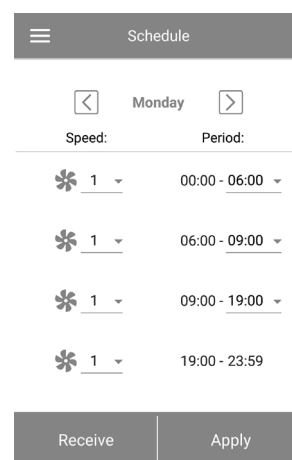 Schedule
Monday
Speed: Period:
1 00:00 - 06:00
1 06:00 - 09:00
1 09:00 - 19:00
1 19:00 - 23:59
Receive Apply